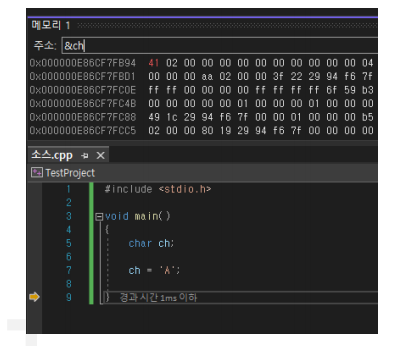 메모리 1
주소: &ch
0x000000E86CF7FB94 41 02 00 00 00 00 00 00 00 00 00 00 04
0x000000E86CF7FBD1 00 00 00 aa 02 00 00 3f 22 29 94 f6 7f
0x000000E86CF7FC0E ff ff 00 00 00 00 ff ff ff ff 6f 59 b3
0x000000E86CF7FC4B 00 00 00 00 00 01 00 00 00 01 00 00 00
0x000000E86CF7FC88 49 1c 29 94 f6 7f 00 00 01 00 00 00 b5
0x000000E86CF7FCC5 02 00 00 80 19 29 94 f6 7f 00 00 00 00
소스.cpp
TestProject
1 #include <stdio.h>
2
3 void main()
4 {
5 char ch;
6
7 ch = 'A';
8
9 } 경과 시간 1ms 이하